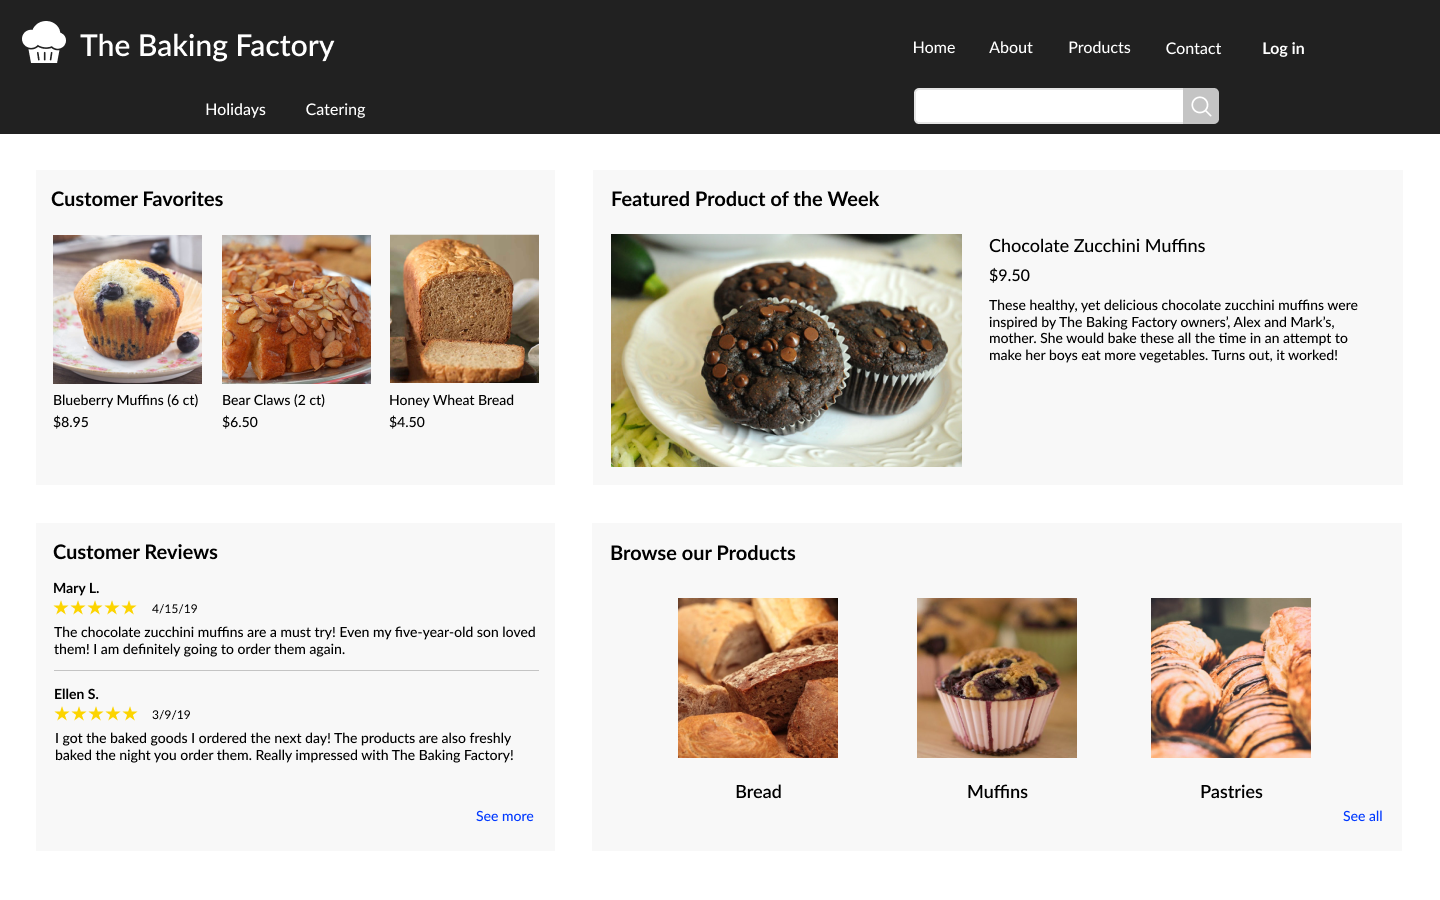 The Baking Factory
Home
About
Products
Contact
Log in
Holidays
Catering
Customer Favorites
Blueberry Muffins (6 ct)
$8.95
Bear Claws (2 ct)
$6.50
Honey Wheat Bread
$4.50
Featured Product of the Week
Chocolate Zucchini Muffins
$9.50
These healthy, yet delicious chocolate zucchini muffins were
inspired by The Baking Factory owners', Alex and Mark's,
mother. She would bake these all the time in an attempt to
make her boys eat more vegetables. Turns out, it worked!
Customer Reviews
Mary L.
4/15/19
The chocolate zucchini muffins are a must try! Even my five-year-old son loved
them! I am definitely going to order them again.
Ellen S.
3/9/19
I got the baked goods I ordered the next day! The products are also freshly
baked the night you order them. Really impressed with The Baking Factory!
See more
Browse our Products
Bread
Muffins
Pastries
See all